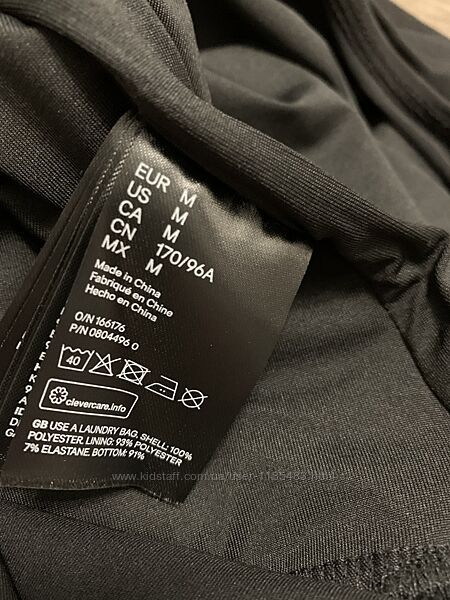 EUR M
US M
CA M
CN 170/96A
MX M
Made in China
Fabriqué en Chine
Hecho en China
O/N 166176
P/N 0804496 0
40
clevercare.info
GB USE A LAUNDRY BAG. SHELL: 100%
POLYESTER. LINING: 93% POLYESTER
7% ELASTANE. BOTTOM: 91%